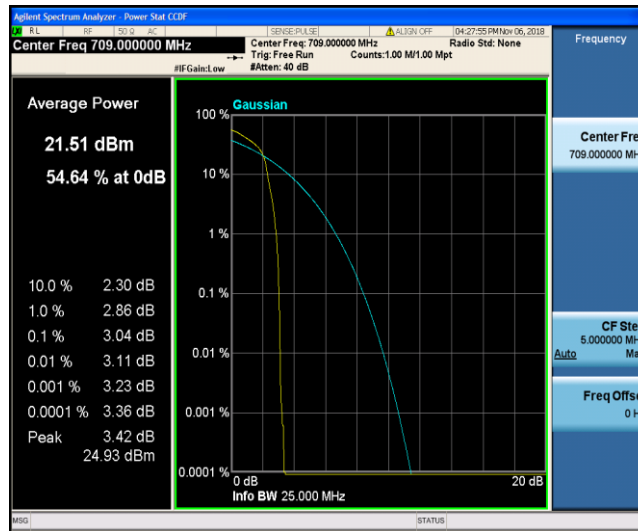 Agilent Spectrum Analyzer - Power Stat CCDF
RL RF 50 Ω AC SENSE:PULSE ALIGN OFF 04:27:55 PM Nov 06, 2018
Center Freq 709.000000 MHz
Center Freq: 709.000000 MHz Radio Std: None
Trig: Free Run Counts:1.00 M/1.00 Mpt
#IFGain:Low #Atten: 40 dB
Frequency
Average Power
21.51 dBm
54.64 % at 0dB
10.0 % 2.30 dB
1.0 % 2.86 dB
0.1 % 3.04 dB
0.01 % 3.11 dB
0.001 % 3.23 dB
0.0001 % 3.36 dB
Peak 3.42 dB
24.93 dBm
Gaussian
100 %
10 %
1 %
0.1 %
0.01 %
0.001 %
0.0001 %
0 dB 20 dB
Info BW 25.000 MHz
Center Fre
709.000000 MH
CF Ste
5.000000 MH
Auto Ma
Freq Offse
0 H
MSG STATUS